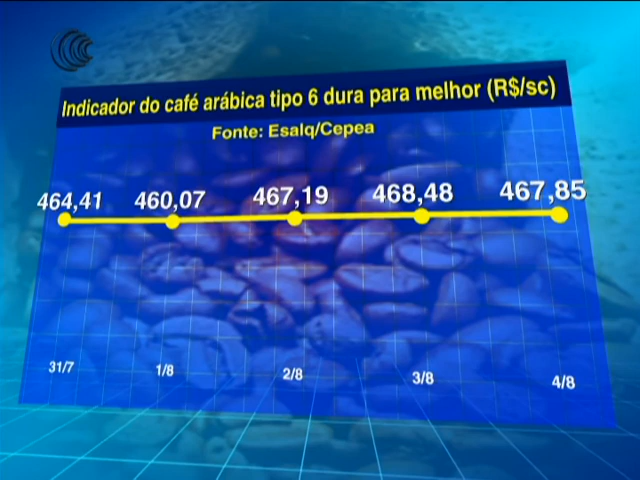 Indicador do café arábica tipo 6 dura para melhor (R$/sc)
Fonte: Esalq/Cepea
464,41 460,07 467,19 468,48 467,85
31/7 1/8 2/8 3/8 4/8